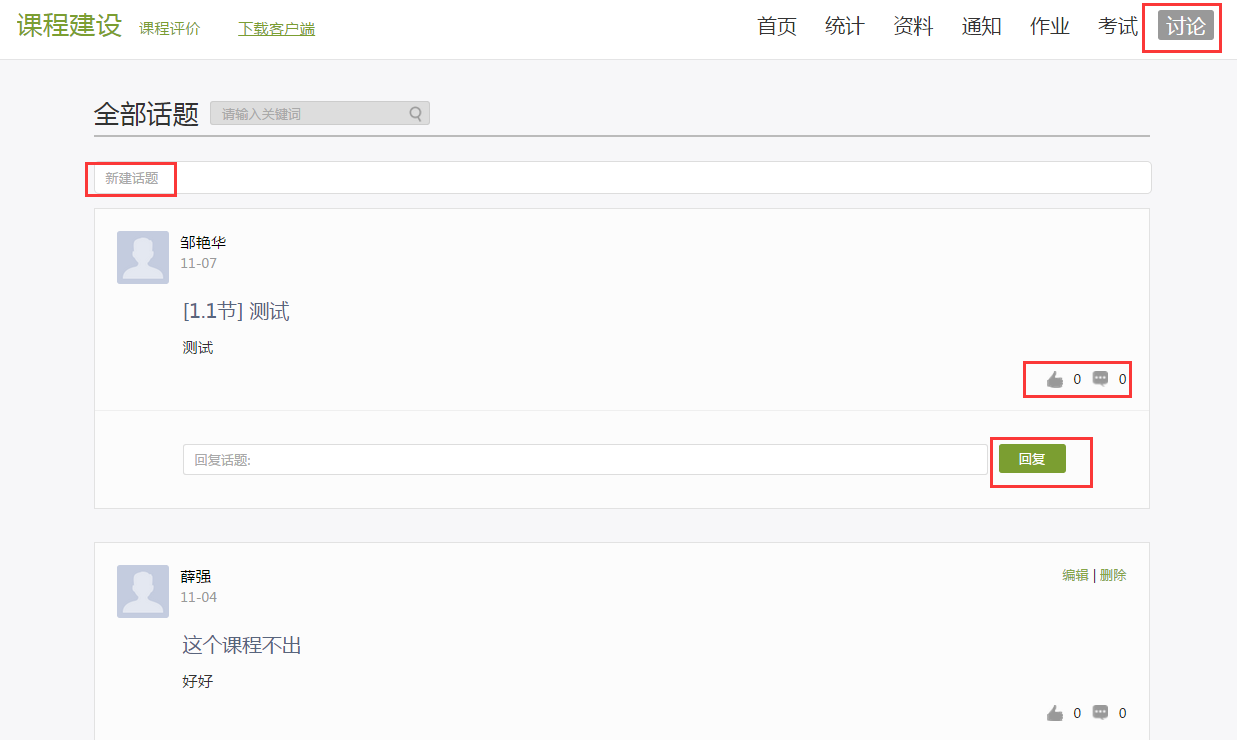 课程建设 课程评价 下载客户端 首页 统计 资料 通知 作业 考试 讨论
全部话题 请输入关键词
新建话题
邹艳华
11-07
[1.1节] 测试
测试
0 0
回复话题: 回复
薛强 编辑 | 删除
11-04
这个课程不出
好好
0 0